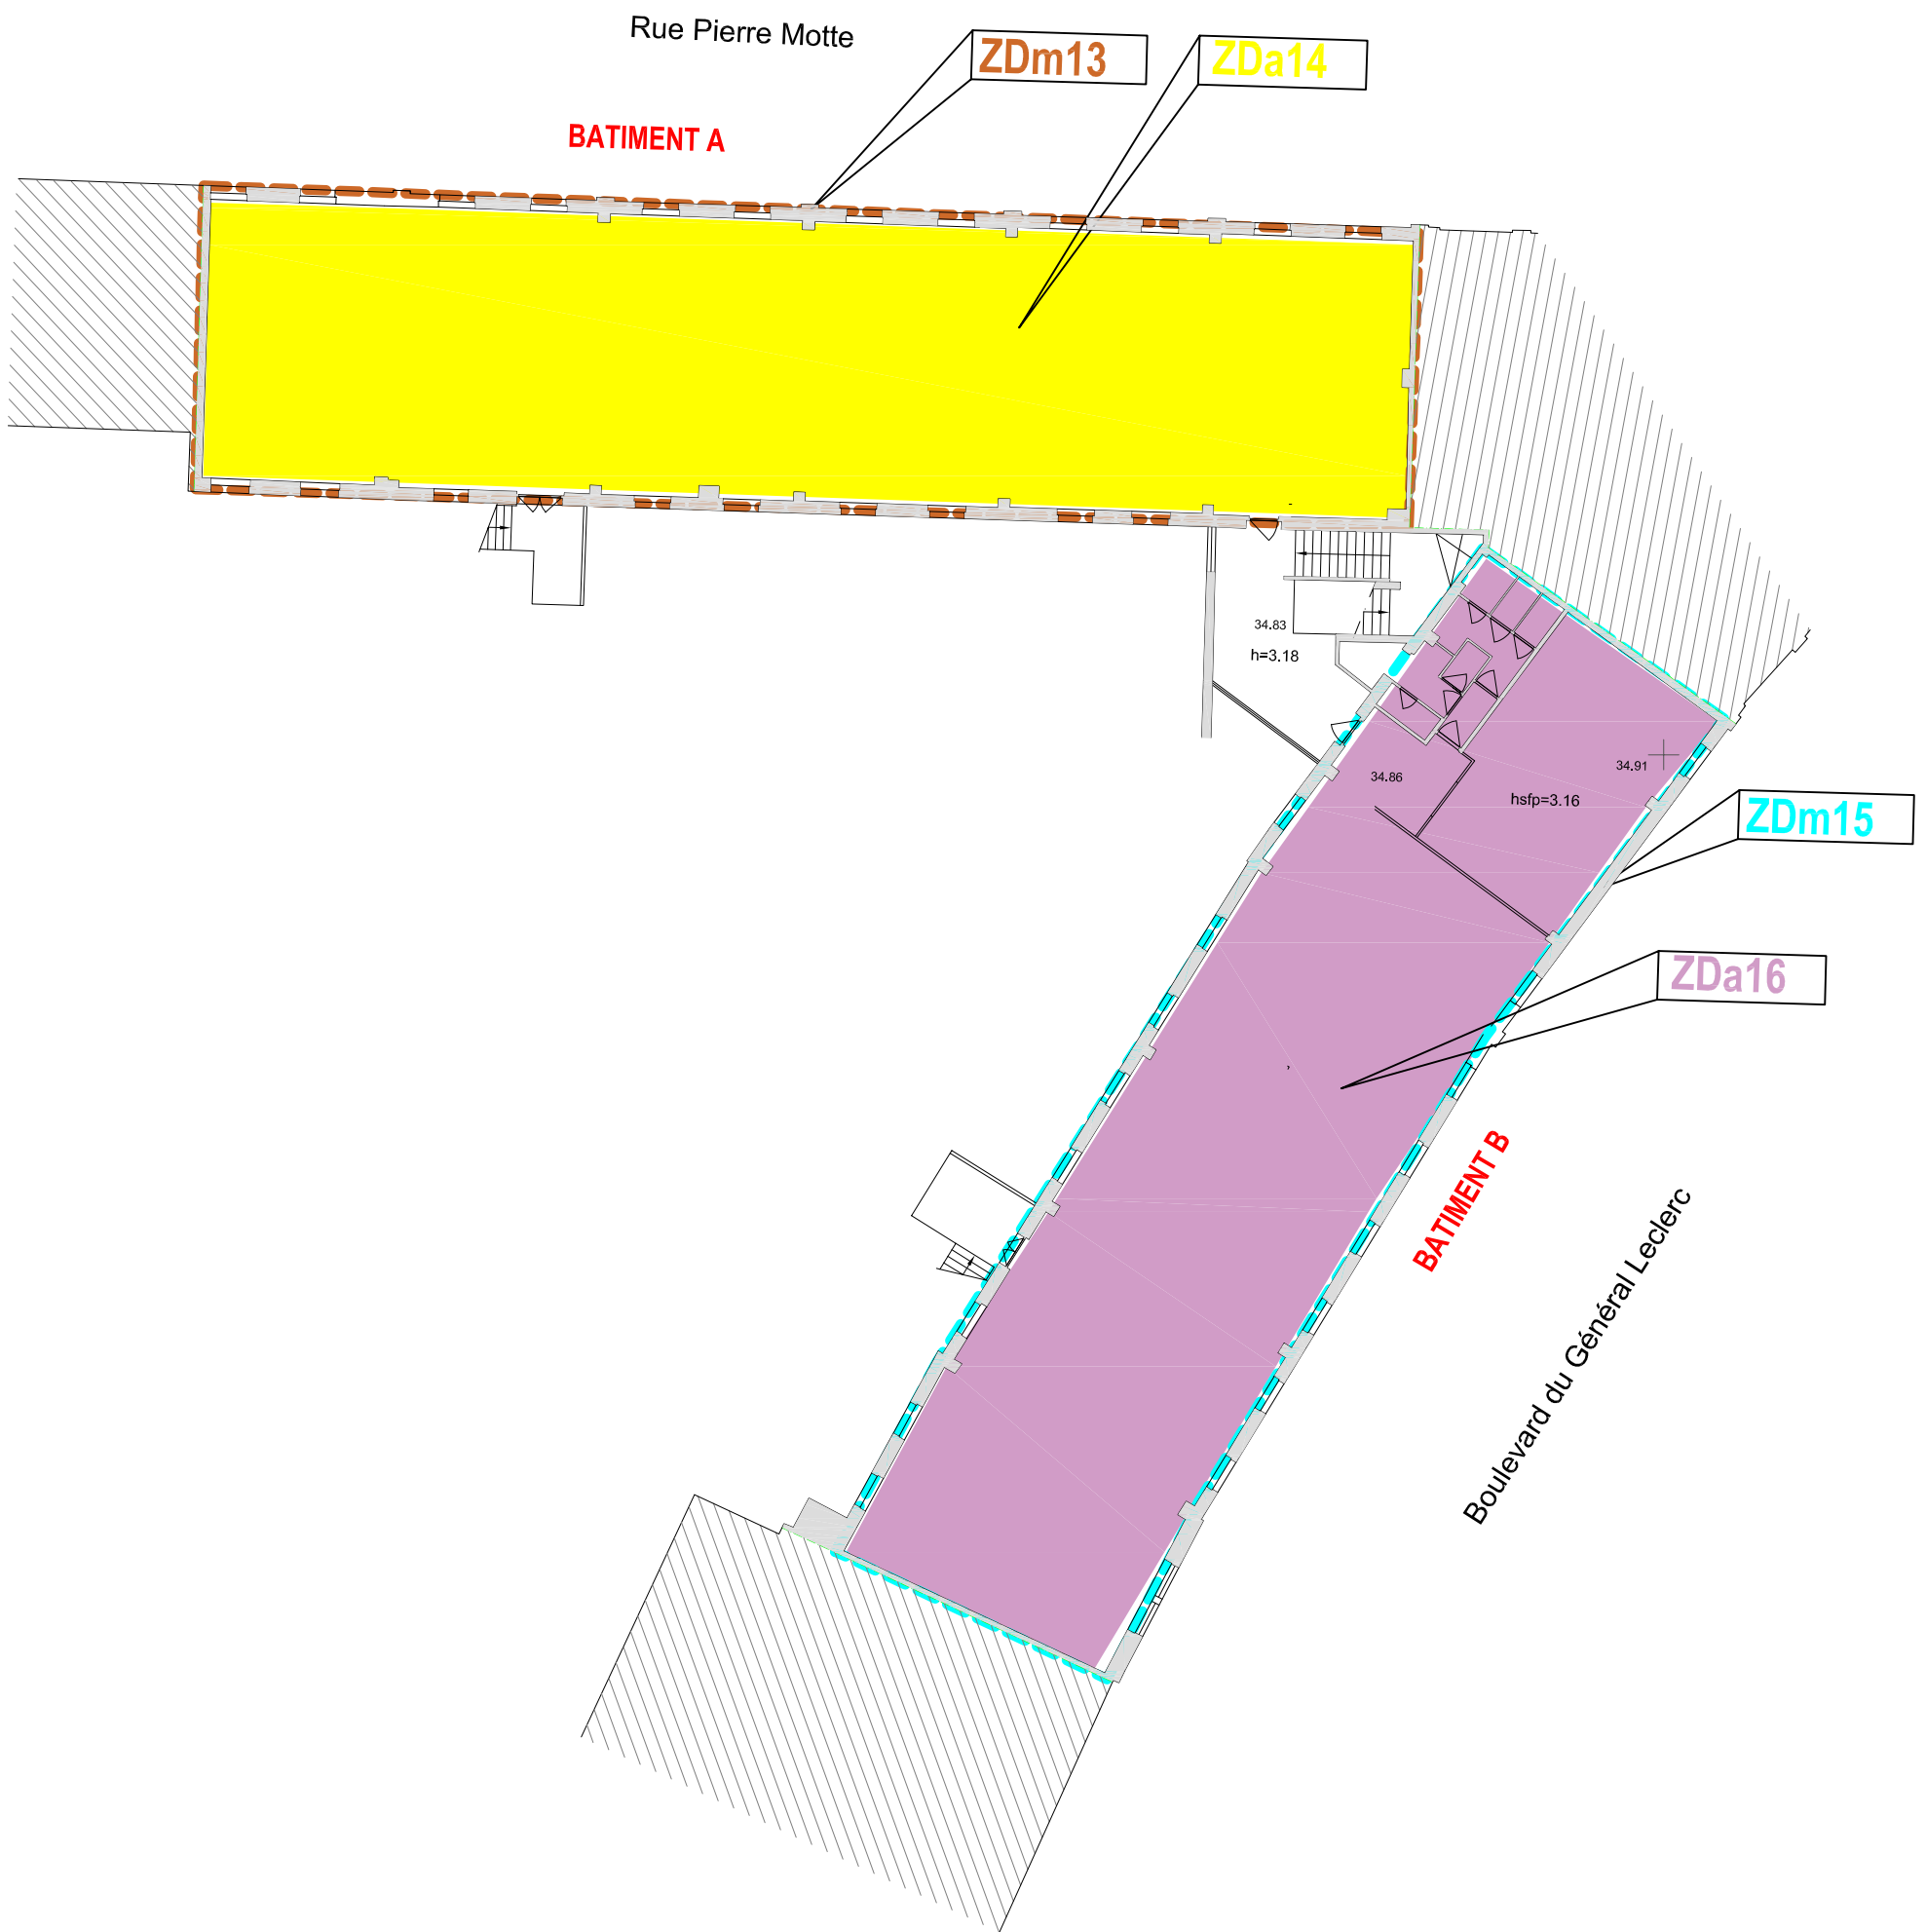 Rue Pierre Motte
ZDm13
ZDa14
BATIMENT A
34.83
h=3.18
34.86
34.91
hsfp=3.16
ZDm15
ZDa16
BATIMENT B
Boulevard du Général Leclerc